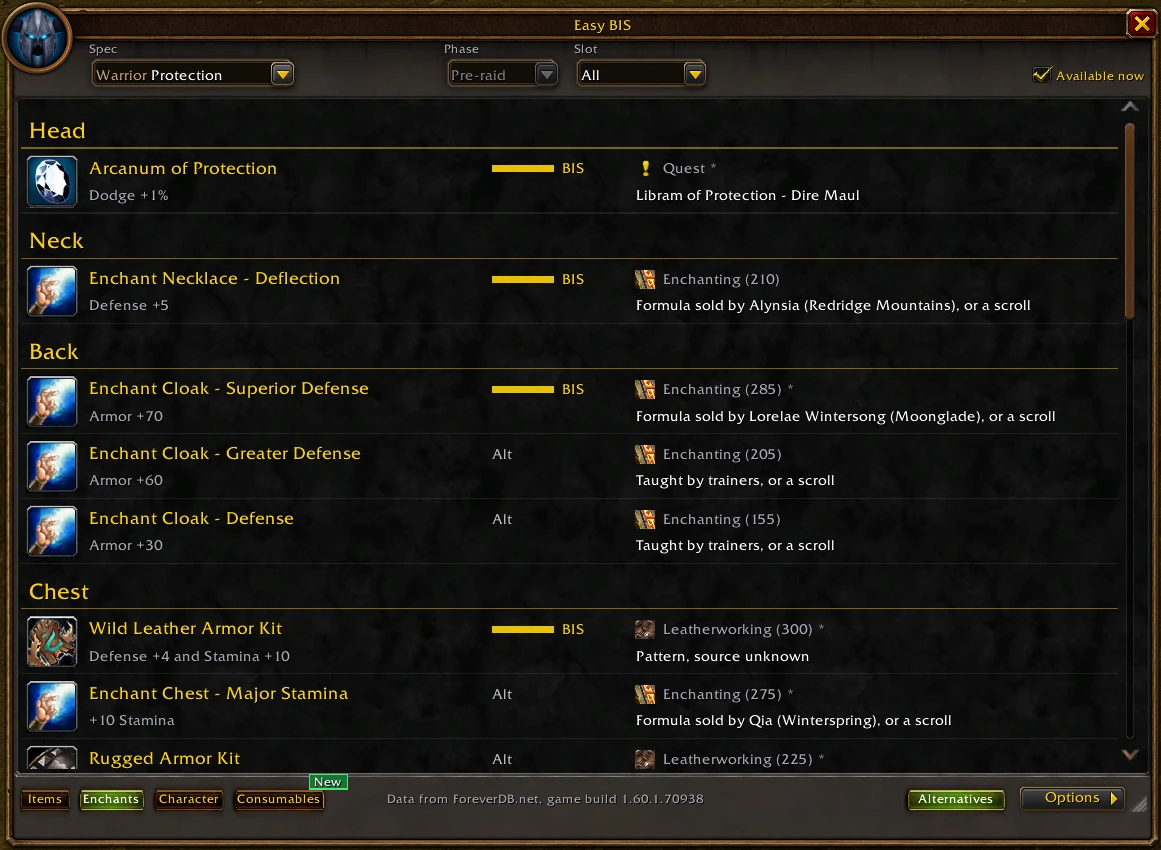 Easy BIS
Spec
Phase
Slot
Warrior Protection
Pre-raid
All
Available now
Head
Arcanum of Protection
BIS
Quest *
Dodge +1%
Libram of Protection - Dire Maul
Neck
Enchant Necklace - Deflection
BIS
Enchanting (210)
Defense +5
Formula sold by Alynsia (Redridge Mountains), or a scroll
Back
Enchant Cloak - Superior Defense
BIS
Enchanting (285) *
Armor +70
Formula sold by Lorelae Wintersong (Moonglade), or a scroll
Enchant Cloak - Greater Defense
Alt
Enchanting (205)
Armor +60
Taught by trainers, or a scroll
Enchant Cloak - Defense
Alt
Enchanting (155)
Armor +30
Taught by trainers, or a scroll
Chest
Wild Leather Armor Kit
BIS
Leatherworking (300) *
Defense +4 and Stamina +10
Pattern, source unknown
Enchant Chest - Major Stamina
Alt
Enchanting (275) *
+10 Stamina
Formula sold by Qia (Winterspring), or a scroll
Rugged Armor Kit
Alt
Leatherworking (225) *
New
Items
Enchants
Character
Consumables
Data from ForeverDB.net, game build 1.60.1.70938
Alternatives
Options